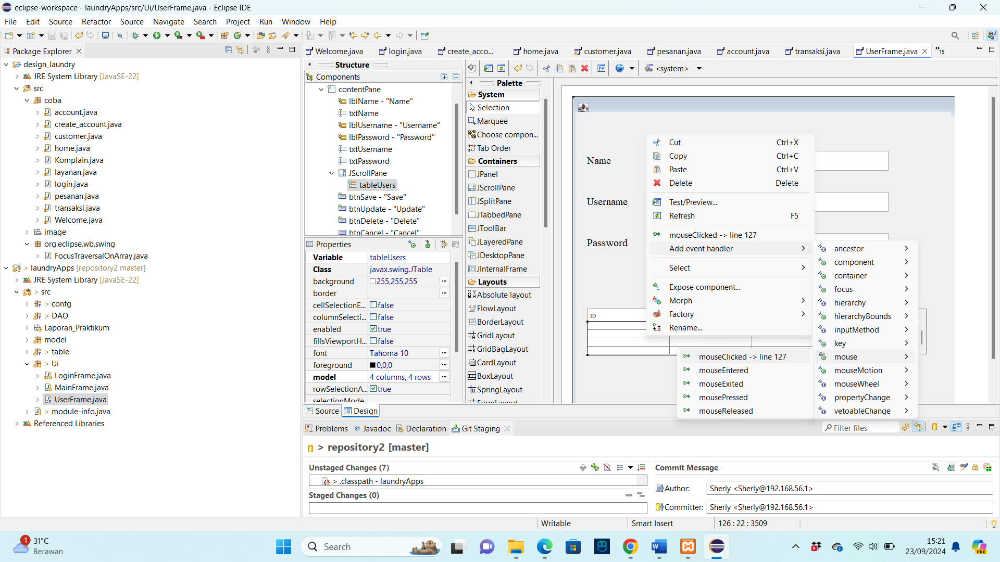 eclipse-workspace - laundryApps/src/Ui/UserFrame.java - Eclipse IDE
File Edit Source Refactor Source Navigate Search Project Run Window Help
Package Explorer
design_laundry
JRE System Library [JavaSE-22]
src
coba
account.java
create_account.java
customer.java
home.java
Komplain.java
layanan.java
login.java
pesanan.java
transaksi.java
Welcome.java
image
org.eclipse.wb.swing
FocusTraversalOnArray.java
> laundryApps [repository2 master]
JRE System Library [JavaSE-22]
> src
> confg
> DAO
Laporan_Praktikum
model
> table
> Ui
LoginFrame.java
MainFrame.java
UserFrame.java
> module-info.java
Referenced Libraries
Welcome.java login.java create_acco... home.java customer.java pesanan.java account.java transaksi.java UserFrame.java »15
Structure
Components
contentPane
lblName - "Name"
txtName
lblUsername - "Username"
lblPassword - "Password"
txtUsername
txtPassword
JScrollPane
tableUsers
btnSave - "Save"
btnUpdate - "Update"
btnDelete - "Delete"
btnCancel - "Cancel"
Properties
Variable tableUsers
Class javax.swing.JTable
background 255,255,255 ...
border ...
cellSelectionE... false
columnSelecti... false
enabled true
fillsViewportH... false
font Tahoma 10 ...
foreground 0,0,0 ...
model 4 columns, 4 rows ...
rowSelectionA... true
selectionMode
Source Design
<system>
Palette
System
Selection
Marquee
Choose compon...
Tab Order
Containers
JPanel
JScrollPane
JSplitPane
JTabbedPane
JToolBar
JLayeredPane
JDesktopPane
JInternalFrame
Layouts
Absolute layout
FlowLayout
BorderLayout
GridLayout
GridBagLayout
CardLayout
BoxLayout
SpringLayout
FormLayout
Name
Username
Password
ID
Cut Ctrl+X
Copy Ctrl+C
Paste Ctrl+V
Delete Delete
Test/Preview...
Refresh F5
mouseClicked -> line 127
Add event handler
Select
Expose component...
Morph
Factory
Rename...
ancestor
component
container
focus
hierarchy
hierarchyBounds
inputMethod
key
mouse
mouseMotion
mouseWheel
propertyChange
vetoableChange
mouseClicked -> line 127
mouseEntered
mouseExited
mousePressed
mouseReleased
Problems Javadoc Declaration Git Staging
Filter files
> repository2 [master]
Unstaged Changes (7)
> .classpath - laundryApps
Staged Changes (0)
Commit Message
Author: Sherly <Sherly@192.168.56.1>
Committer: Sherly <Sherly@192.168.56.1>
Writable Smart Insert 126 : 22 : 3509
1
31°C
Berawan
Search
6
15:21
23/09/2024
PRE